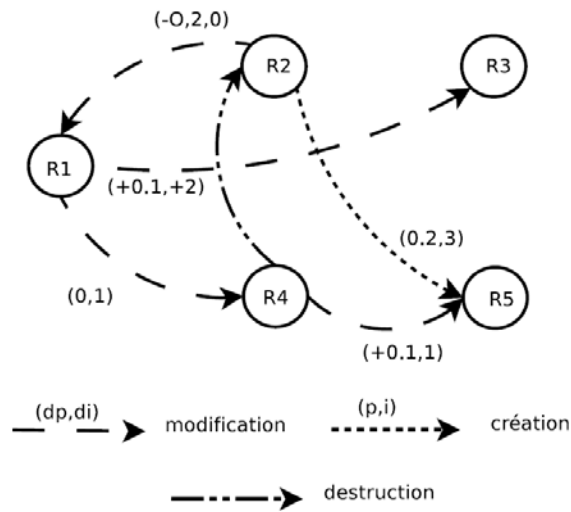 (-O,2,0)
R2
R3
R1
(+0.1,+2)
(0.2,3)
(0,1)
R4
R5
(+0.1,1)
(dp,di)
modification
(p,i)
création
destruction